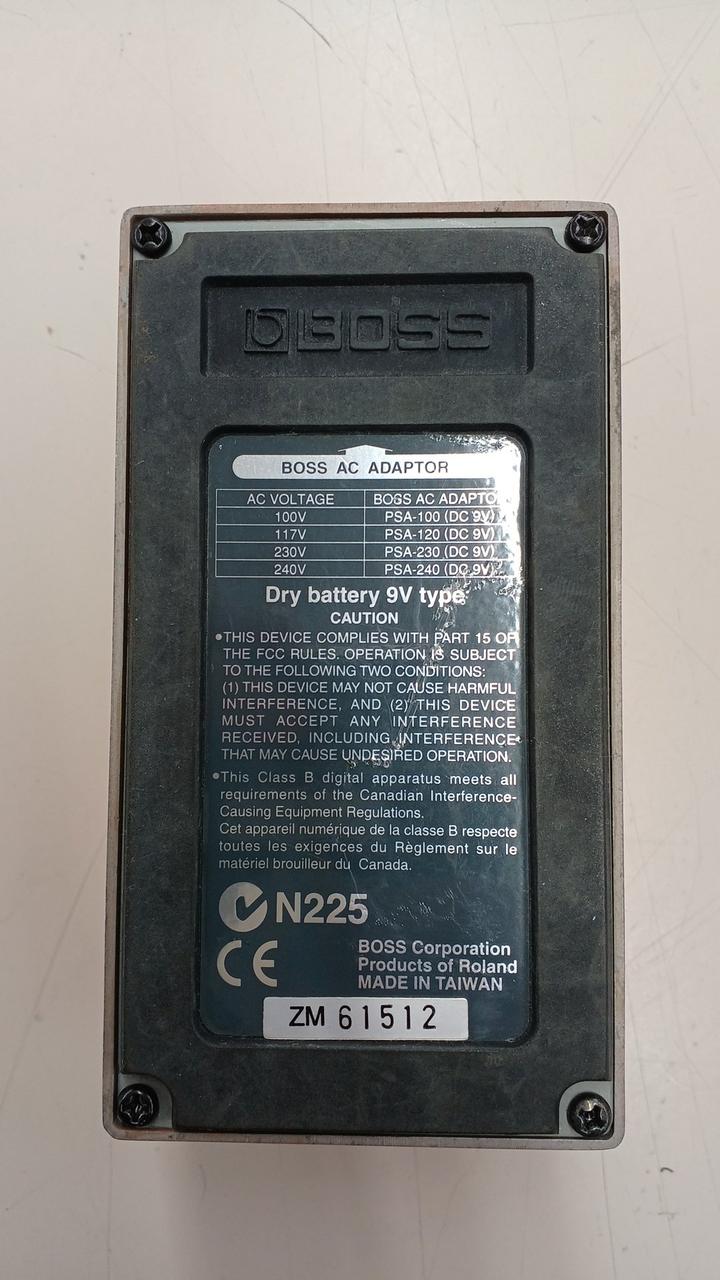 BOSS
BOSS AC ADAPTOR
AC VOLTAGE BOSS AC ADAPTO
100V PSA-100 (DC 9V)
117V PSA-120 (DC 9V)
230V PSA-230 (DC 9V)
240V PSA-240 (DC 9V)
Dry battery 9V type
CAUTION
•THIS DEVICE COMPLIES WITH PART 15 OF
THE FCC RULES. OPERATION IS SUBJECT
TO THE FOLLOWING TWO CONDITIONS:
(1) THIS DEVICE MAY NOT CAUSE HARMFUL
INTERFERENCE, AND (2) THIS DEVICE
MUST ACCEPT ANY INTERFERENCE
RECEIVED, INCLUDING INTERFERENCE
THAT MAY CAUSE UNDESIRED OPERATION.
•This Class B digital apparatus meets all
requirements of the Canadian Interference-
Causing Equipment Regulations.
Cet appareil numérique de la classe B respecte
toutes les exigences du Règlement sur le
matériel brouilleur du Canada.
N225
CE
BOSS Corporation
Products of Roland
MADE IN TAIWAN
ZM 61512